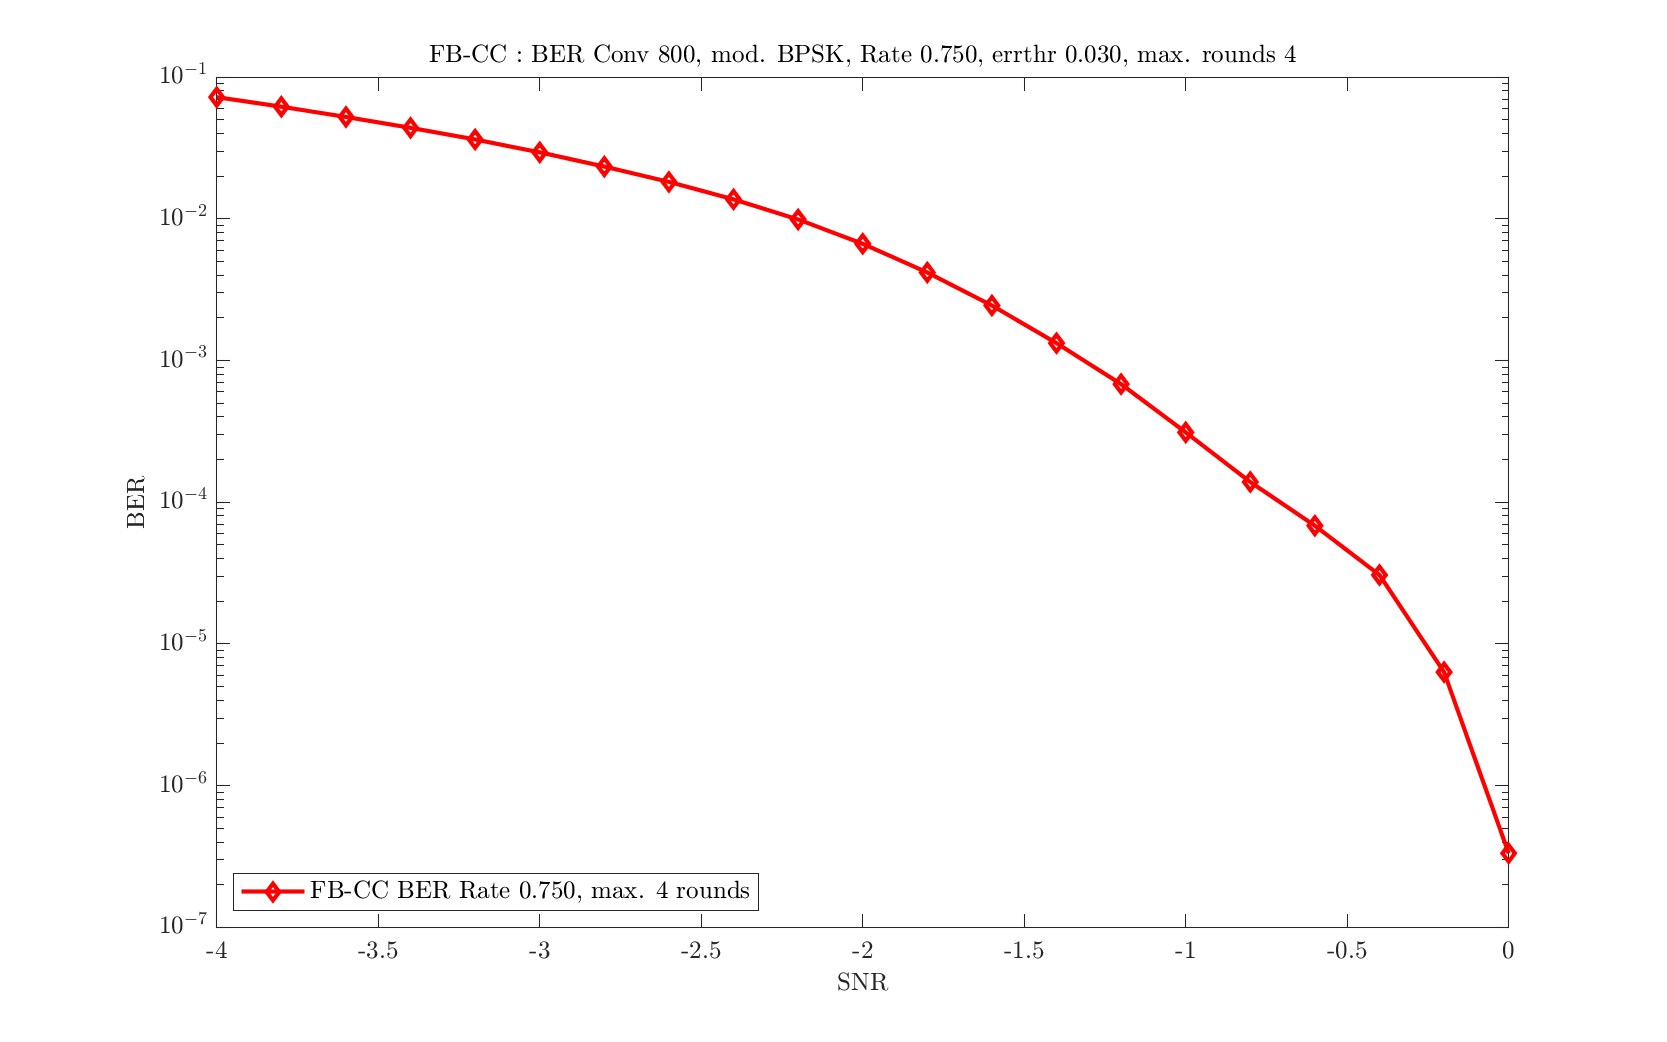 FB-CC : BER Conv 800, mod. BPSK, Rate 0.750, errthr 0.030, max. rounds 4
10^{-1}
10^{-2}
10^{-3}
10^{-4}
10^{-5}
10^{-6}
10^{-7}
BER
FB-CC BER Rate 0.750, max. 4 rounds
-4 -3.5 -3 -2.5 -2 -1.5 -1 -0.5 0
SNR